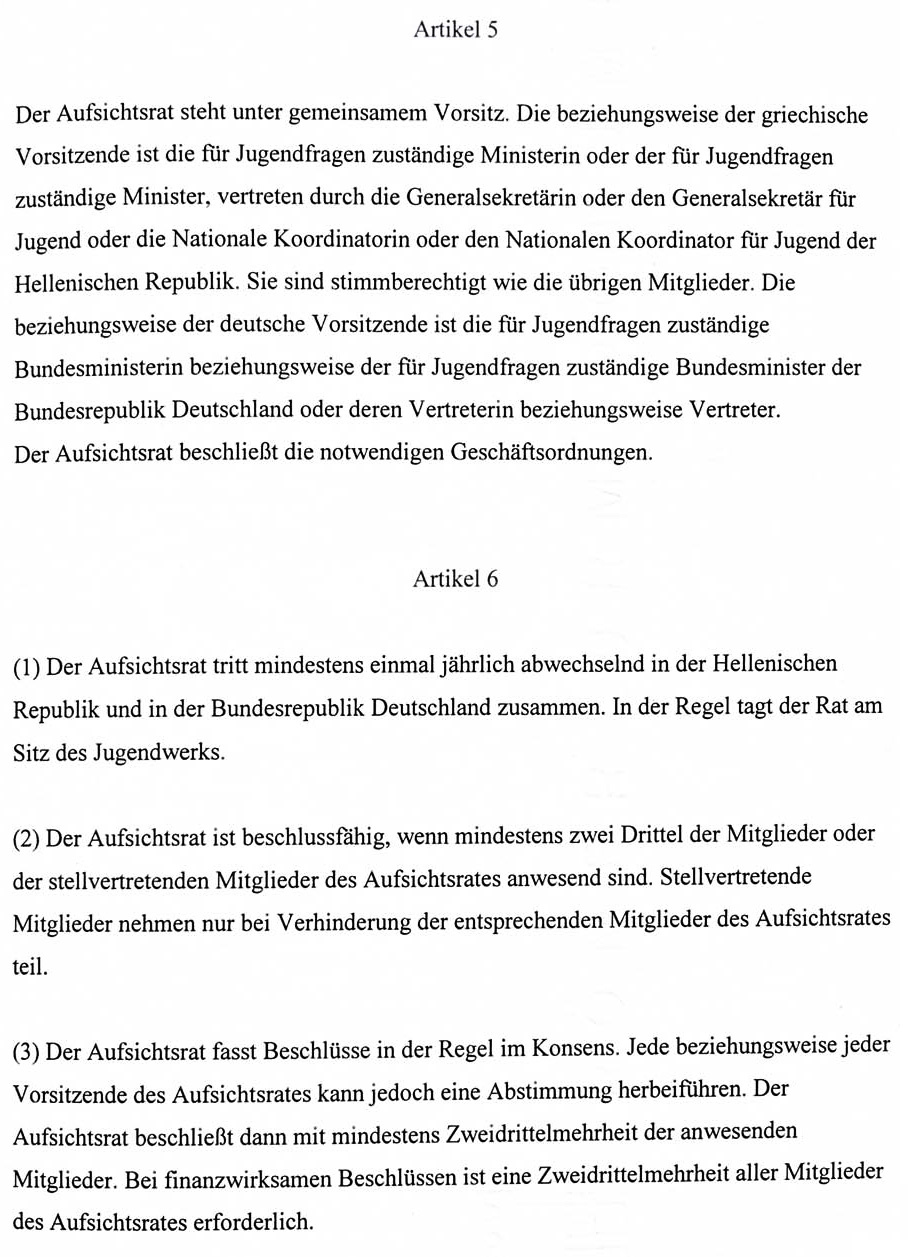 Artikel 5
Der Aufsichtsrat steht unter gemeinsamem Vorsitz. Die beziehungsweise der griechische
Vorsitzende ist die für Jugendfragen zuständige Ministerin oder der für Jugendfragen
zuständige Minister, vertreten durch die Generalsekretärin oder den Generalsekretär für
Jugend oder die Nationale Koordinatorin oder den Nationalen Koordinator für Jugend der
Hellenischen Republik. Sie sind stimmberechtigt wie die übrigen Mitglieder. Die
beziehungsweise der deutsche Vorsitzende ist die für Jugendfragen zuständige
Bundesministerin beziehungsweise der für Jugendfragen zuständige Bundesminister der
Bundesrepublik Deutschland oder deren Vertreterin beziehungsweise Vertreter.
Der Aufsichtsrat beschließt die notwendigen Geschäftsordnungen.
Artikel 6
(1) Der Aufsichtsrat tritt mindestens einmal jährlich abwechselnd in der Hellenischen
Republik und in der Bundesrepublik Deutschland zusammen. In der Regel tagt der Rat am
Sitz des Jugendwerks.
(2) Der Aufsichtsrat ist beschlussfähig, wenn mindestens zwei Drittel der Mitglieder oder
der stellvertretenden Mitglieder des Aufsichtsrates anwesend sind. Stellvertretende
Mitglieder nehmen nur bei Verhinderung der entsprechenden Mitglieder des Aufsichtsrates
teil.
(3) Der Aufsichtsrat fasst Beschlüsse in der Regel im Konsens. Jede beziehungsweise jeder
Vorsitzende des Aufsichtsrates kann jedoch eine Abstimmung herbeiführen. Der
Aufsichtsrat beschließt dann mit mindestens Zweidrittelmehrheit der anwesenden
Mitglieder. Bei finanzwirksamen Beschlüssen ist eine Zweidrittelmehrheit aller Mitglieder
des Aufsichtsrates erforderlich.